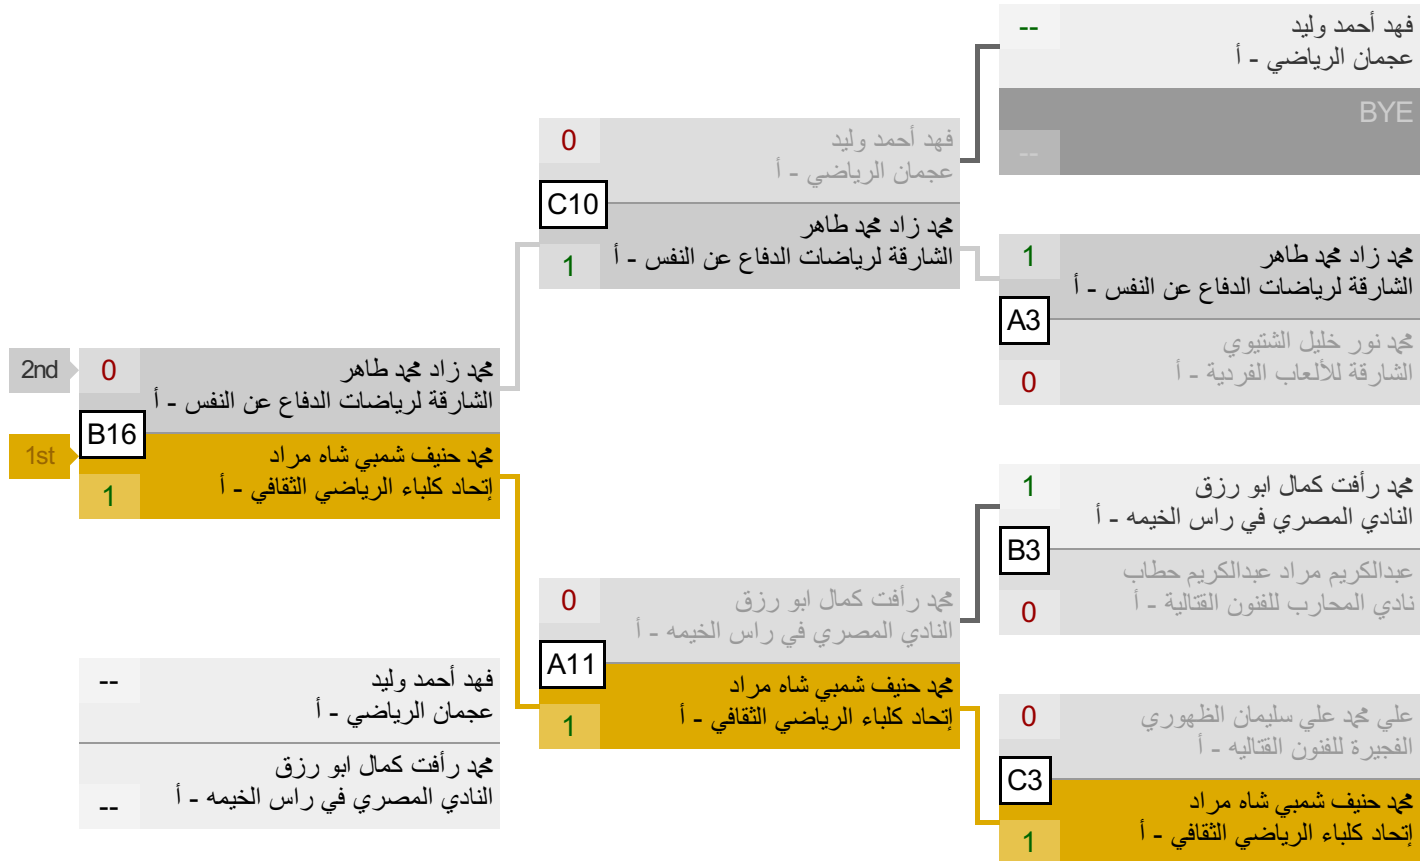 فهد أحمد وليد
--
عجمان الرياضي - أ
BYE
--
فهد أحمد وليد
0
عجمان الرياضي - أ
C10
محمد زاد محمد طاهر
الشارقة لرياضات الدفاع عن النفس - أ
1
محمد زاد محمد طاهر
1
الشارقة لرياضات الدفاع عن النفس - أ
A3
محمد نور خليل الشتيوي
الشارقة للألعاب الفردية - أ
0
2nd
0
محمد زاد محمد طاهر
الشارقة لرياضات الدفاع عن النفس - أ
B16
1st
محمد حنيف شمبي شاه مراد
إتحاد كلباء الرياضي الثقافي - أ
1
محمد رأفت كمال ابو رزق
1
النادي المصري في راس الخيمه - أ
B3
عبدالكريم مراد عبدالكريم حطاب
نادي المحارب للفنون القتالية - أ
0
محمد رأفت كمال ابو رزق
0
النادي المصري في راس الخيمه - أ
A11
محمد حنيف شمبي شاه مراد
إتحاد كلباء الرياضي الثقافي - أ
1
فهد أحمد وليد
--
عجمان الرياضي - أ
محمد رأفت كمال ابو رزق
النادي المصري في راس الخيمه - أ
--
علي محمد علي سليمان الظهوري
0
الفجيرة للفنون القتاليه - أ
C3
محمد حنيف شمبي شاه مراد
إتحاد كلباء الرياضي الثقافي - أ
1